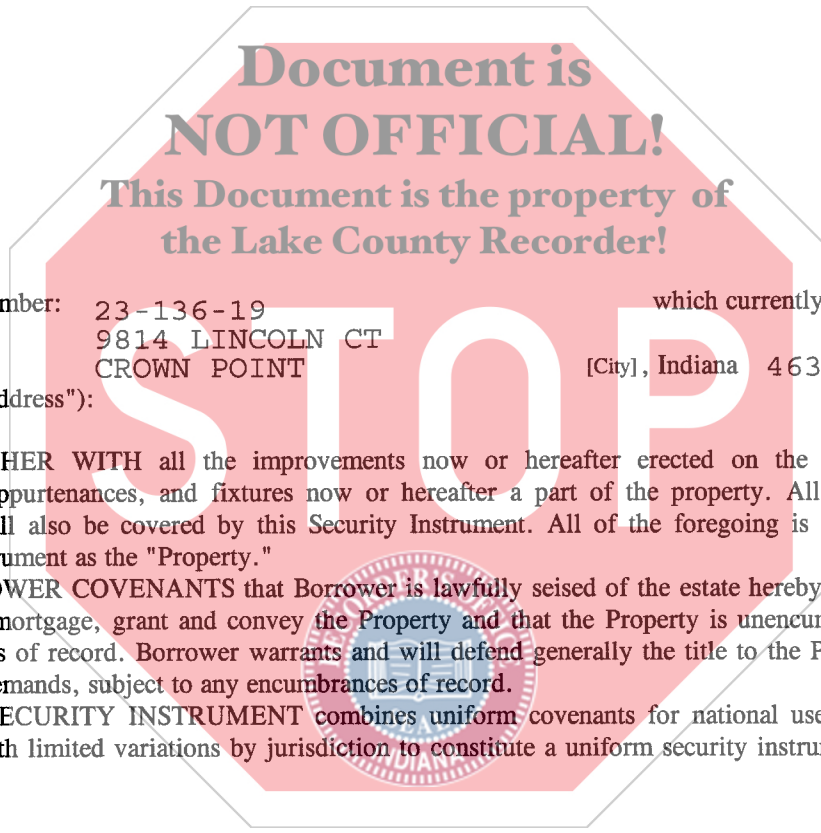 Document is
NOT OFFICIAL!
This Document is the property of
the Lake County Recorder!
mber: 23-136-19 which currently
9814 LINCOLN CT
CROWN POINT [City], Indiana 463
ddress"):
STOP
HER WITH all the improvements now or hereafter erected on the
ppurtenances, and fixtures now or hereafter a part of the property. All
ll also be covered by this Security Instrument. All of the foregoing is
ument as the "Property."
OWER COVENANTS that Borrower is lawfully seised of the estate hereby
mortgage, grant and convey the Property and that the Property is unencum
s of record. Borrower warrants and will defend generally the title to the P
emands, subject to any encumbrances of record.
ECURITY INSTRUMENT combines uniform covenants for national use
th limited variations by jurisdiction to constitute a uniform security instru
RECORDER'S OFFICE
INDIANA